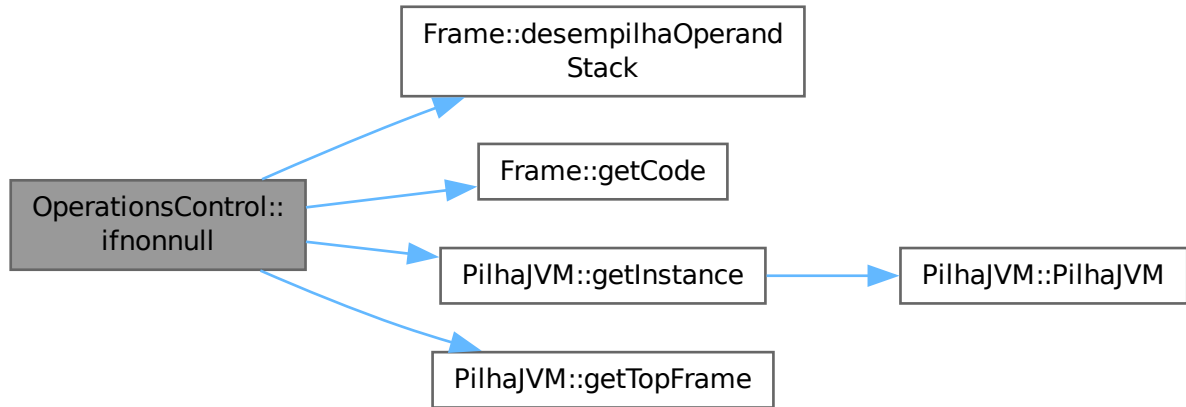 Frame::desempilhaOperand
Stack
Frame::getCode
OperationsControl::
ifnonnull
PilhaJVM::getInstance
PilhaJVM::PilhaJVM
PilhaJVM::getTopFrame